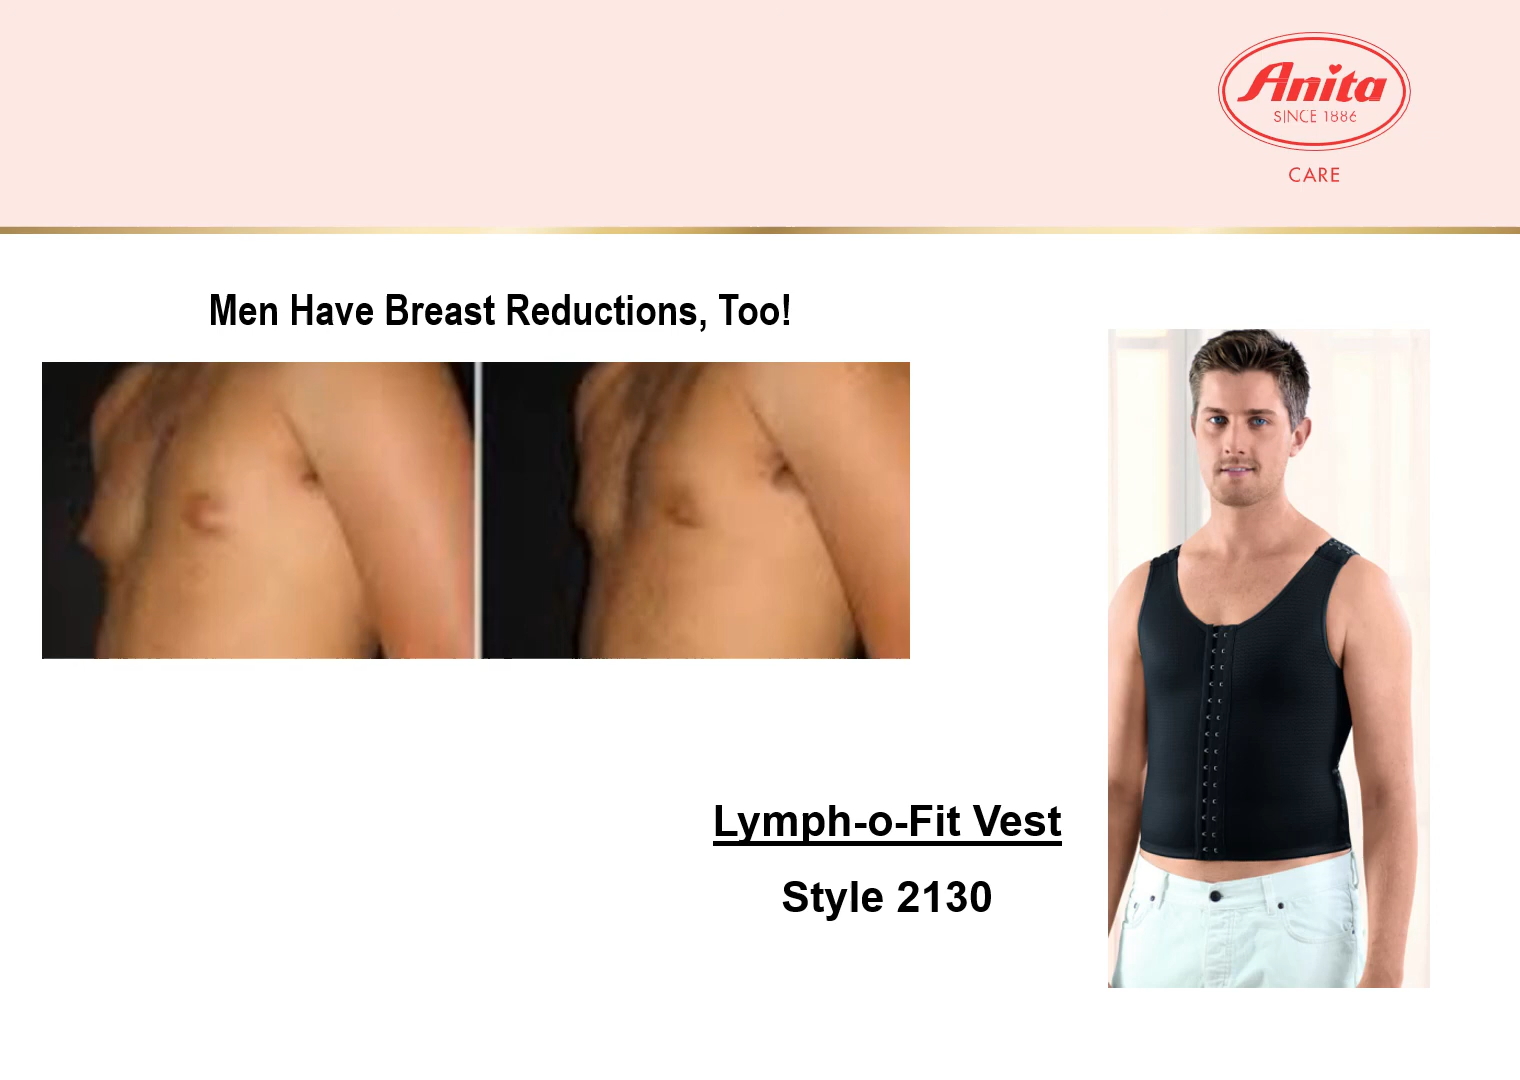 Anita
SINCE 1886
CARE
Men Have Breast Reductions, Too!
Lymph-o-Fit Vest
Style 2130